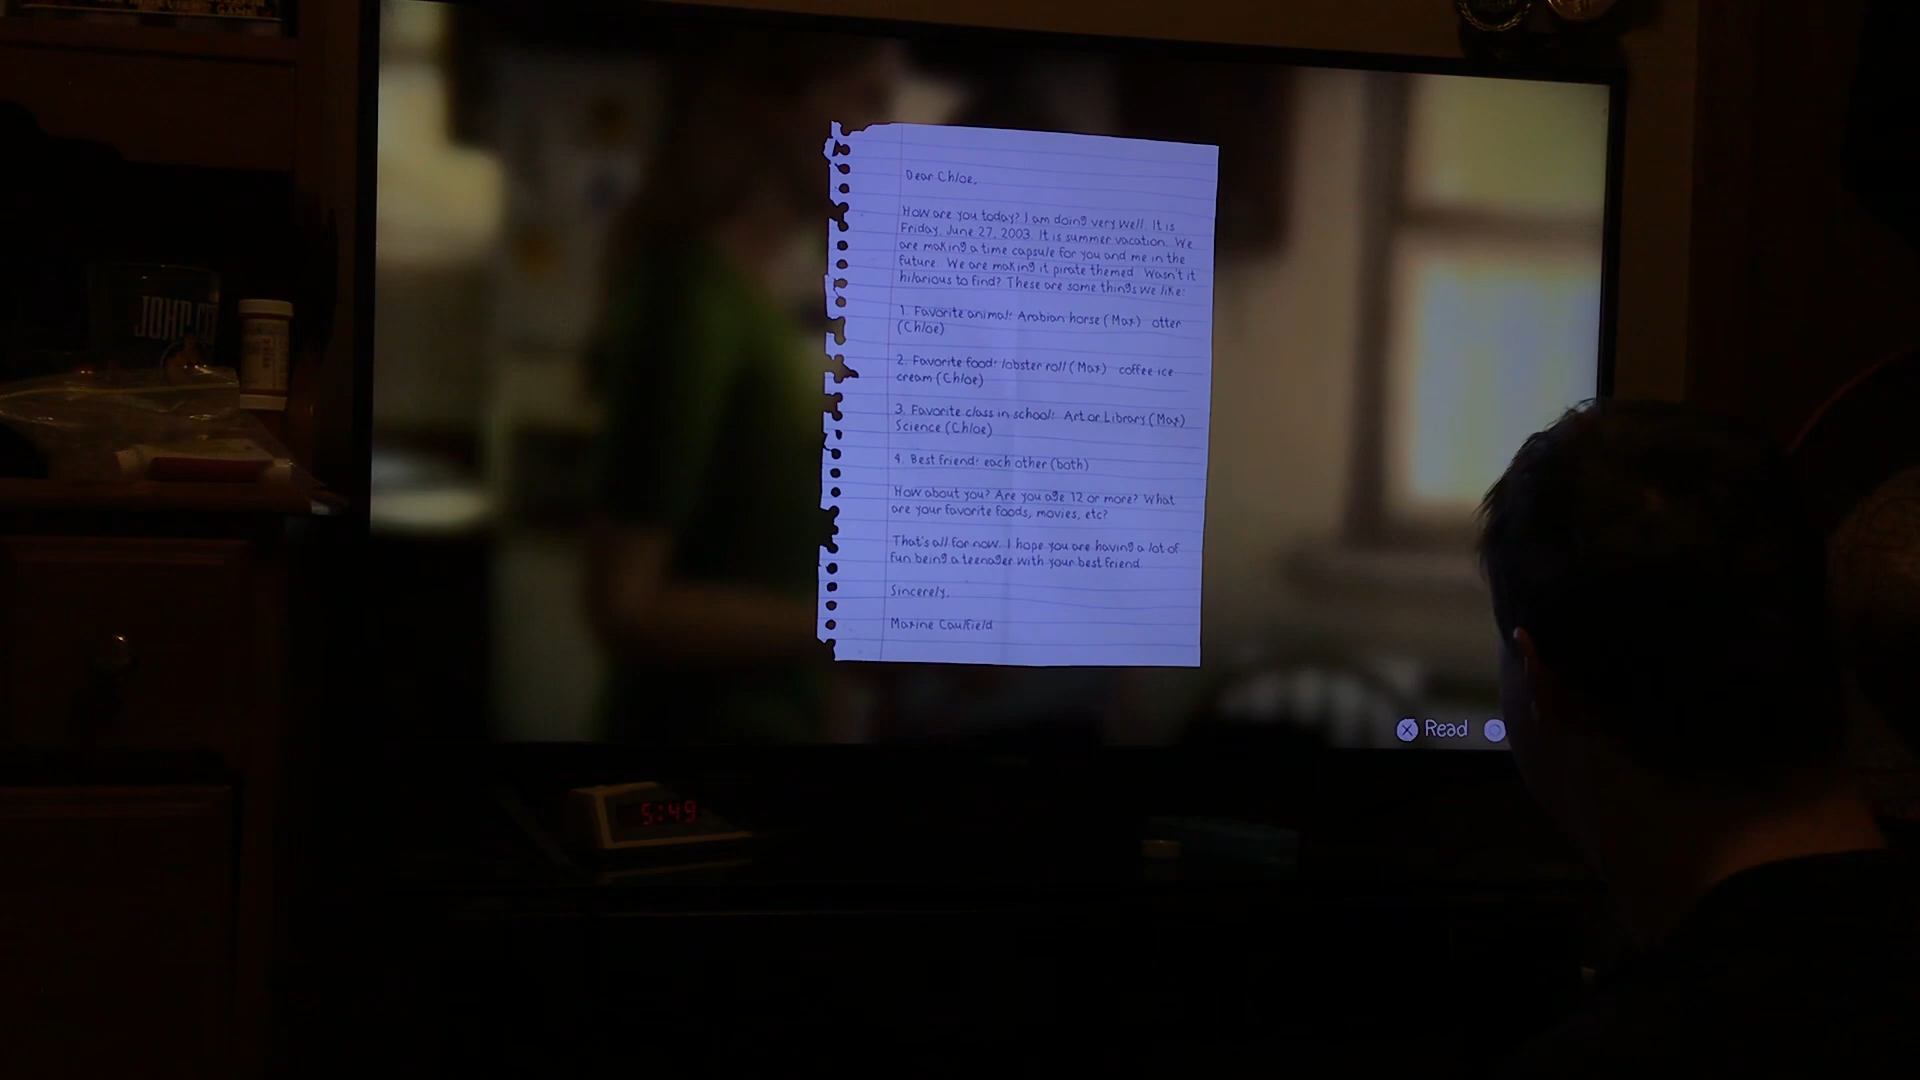 Dear Chloe,
How are you today? I am doing very well. It is
Friday, June 27, 2003. It is summer vacation. We
are making a time capsule for you and me in the
future. We are making it pirate themed. Wasn't it
hilarious to find? These are some things we like:
1. Favorite animal: Arabian horse (Max) otter
(Chloe)
2. Favorite food: lobster roll (Max) coffee ice
cream (Chloe)
3. Favorite class in school: Art or Library (Max)
Science (Chloe)
4. Best friend: each other (both)
How about you? Are you age 12 or more? What
are your favorite foods, movies, etc?
That's all for now. I hope you are having a lot of
fun being a teenager with your best friend.
Sincerely,
Maxine Caulfield
Read
5:49